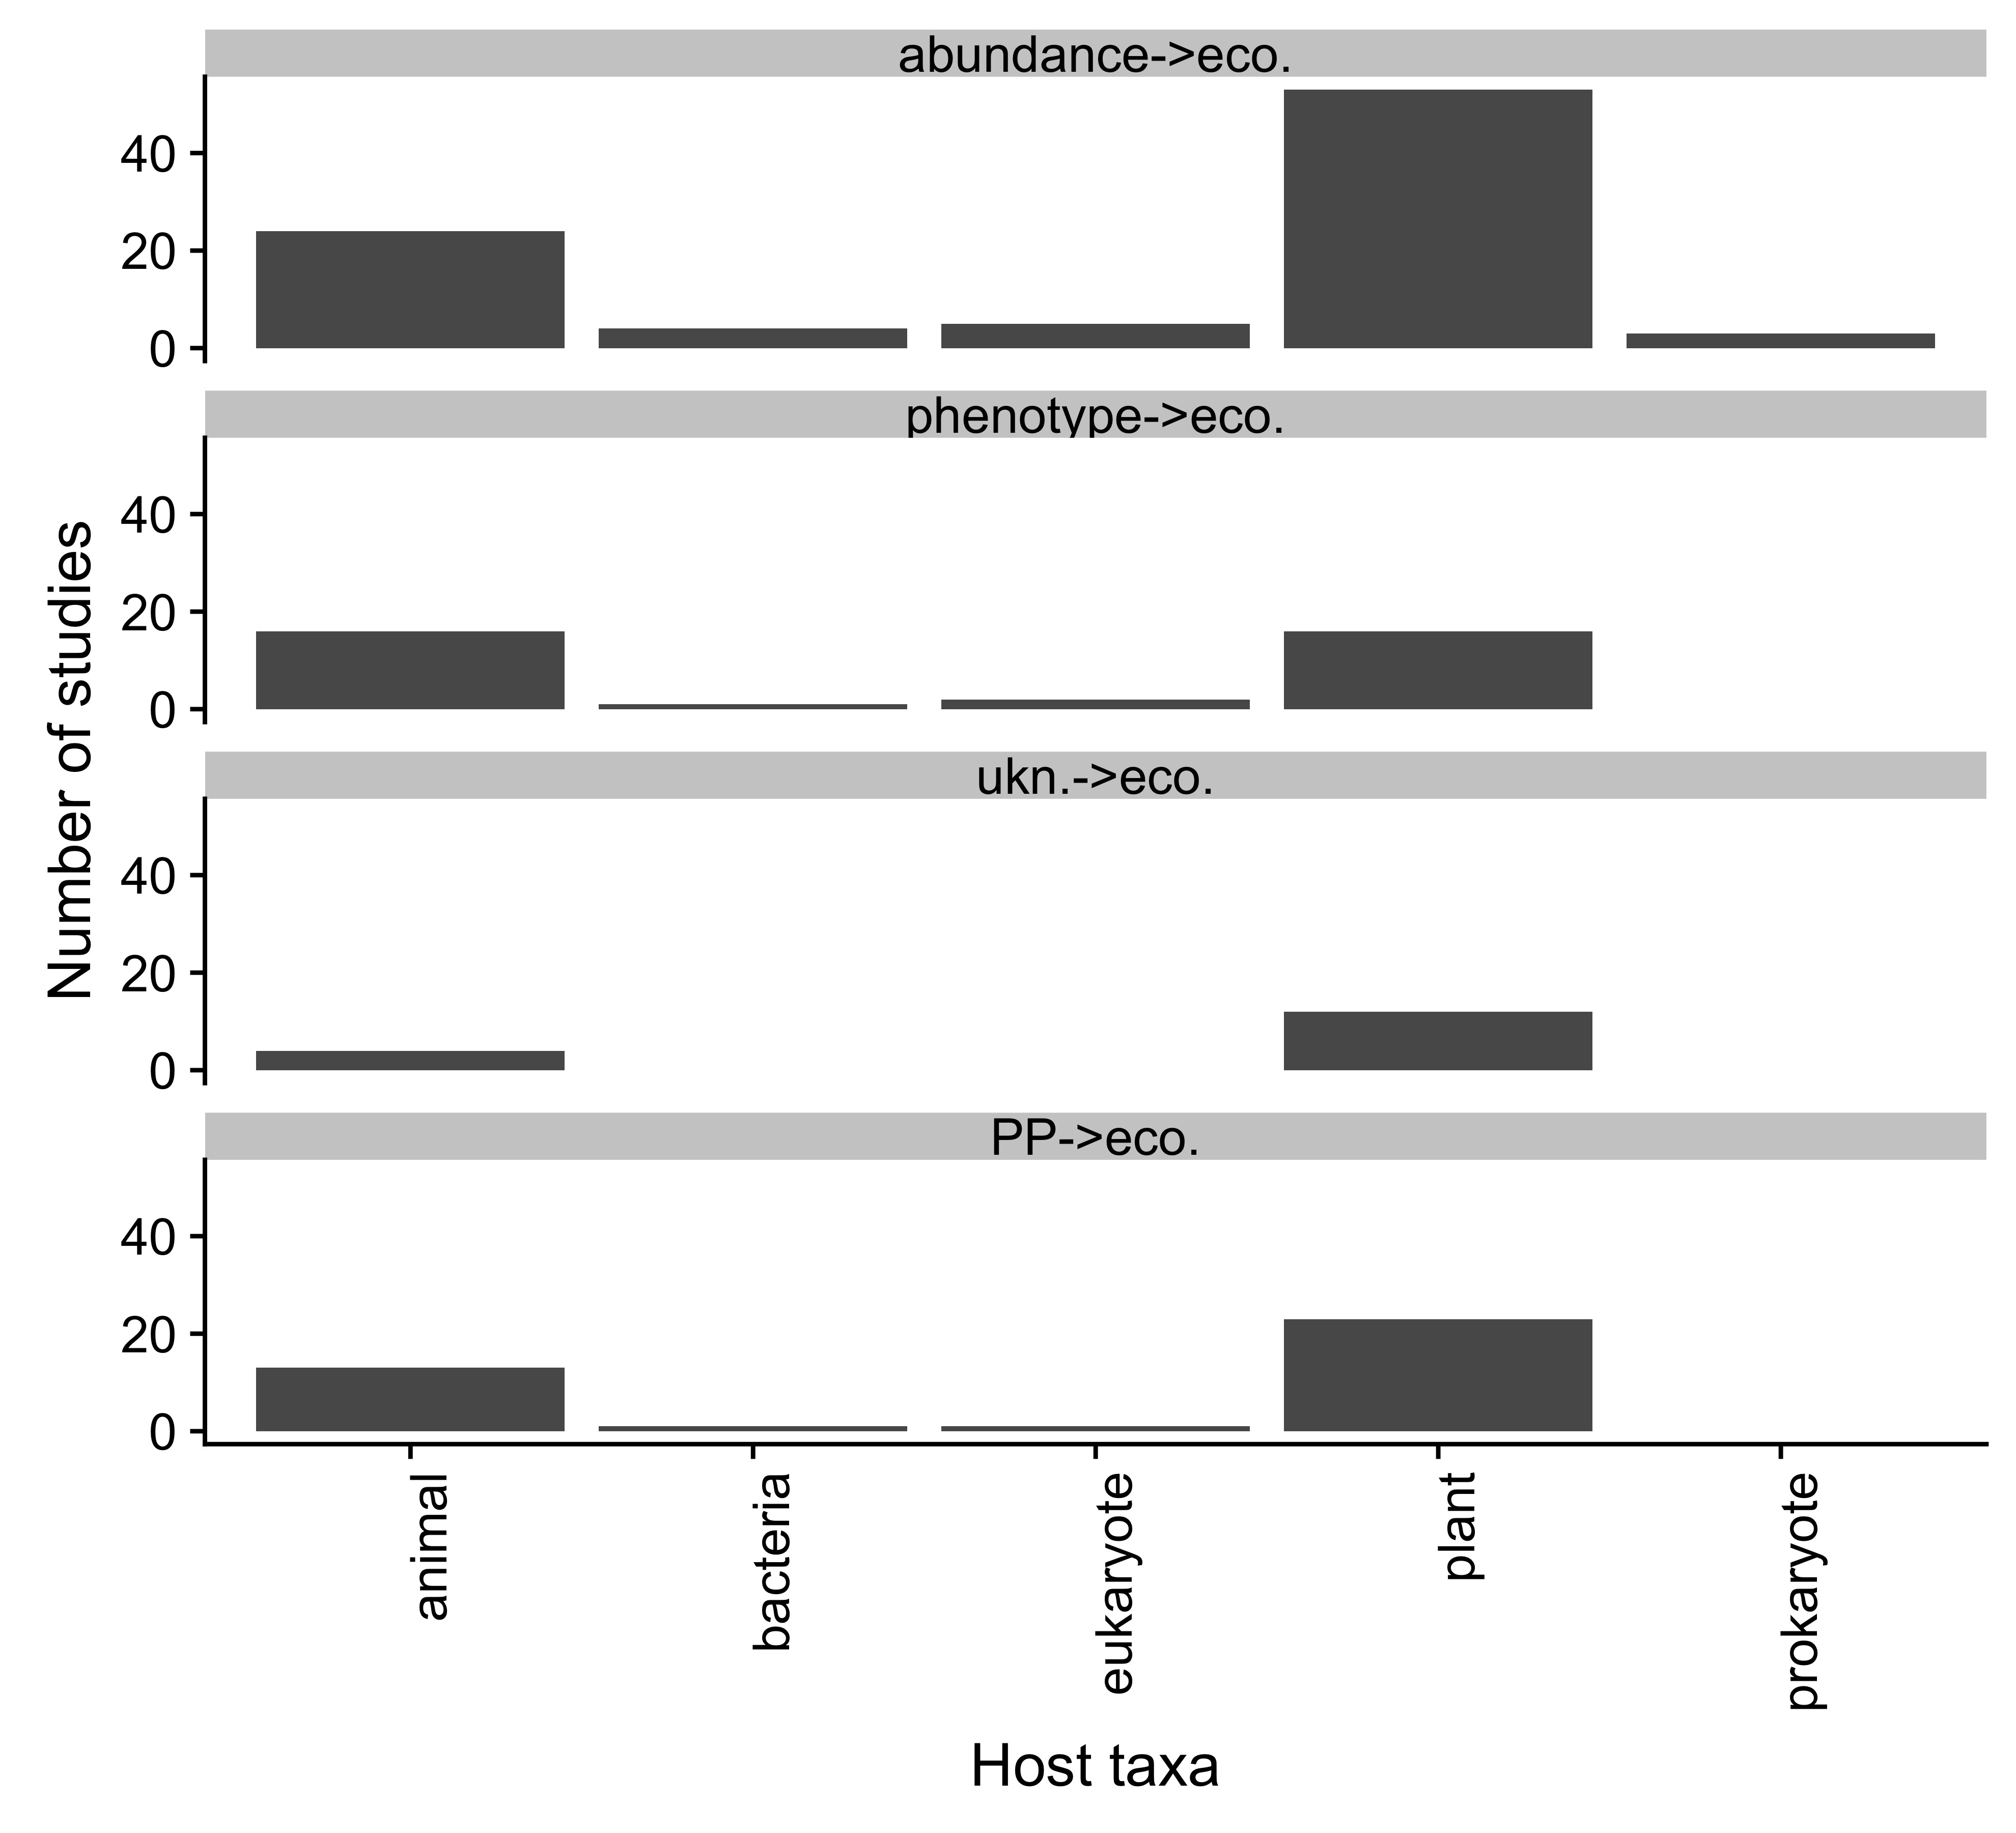 abundance->eco.
40
20
0
phenotype->eco.
40
20
0
ukn.->eco.
40
20
0
PP->eco.
40
20
0
Number of studies
animal
bacteria
eukaryote
plant
prokaryote
Host taxa